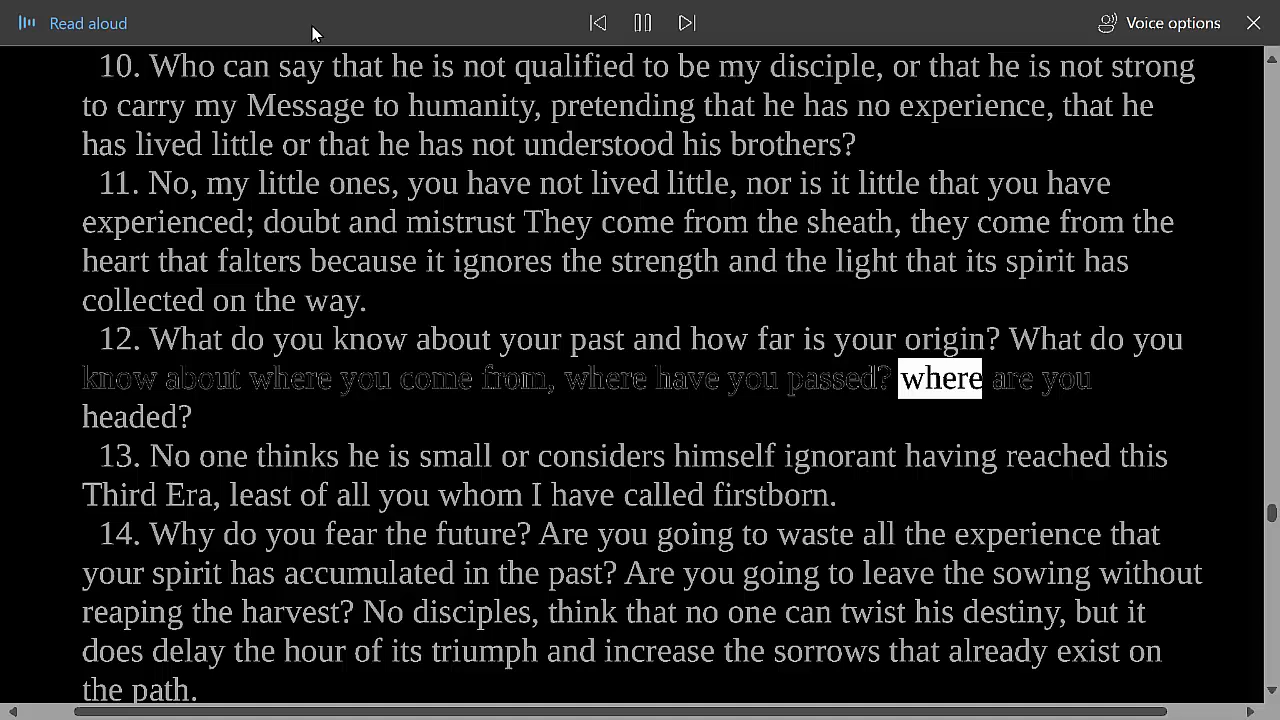 Read aloud
Voice options
10. Who can say that he is not qualified to be my disciple, or that he is not strong
to carry my Message to humanity, pretending that he has no experience, that he
has lived little or that he has not understood his brothers?
11. No, my little ones, you have not lived little, nor is it little that you have
experienced; doubt and mistrust They come from the sheath, they come from the
heart that falters because it ignores the strength and the light that its spirit has
collected on the way.
12. What do you know about your past and how far is your origin? What do you
know about where you come from, where have you passed? where are you
headed?
13. No one thinks he is small or considers himself ignorant having reached this
Third Era, least of all you whom I have called firstborn.
14. Why do you fear the future? Are you going to waste all the experience that
your spirit has accumulated in the past? Are you going to leave the sowing without
reaping the harvest? No disciples, think that no one can twist his destiny, but it
does delay the hour of its triumph and increase the sorrows that already exist on
the path.